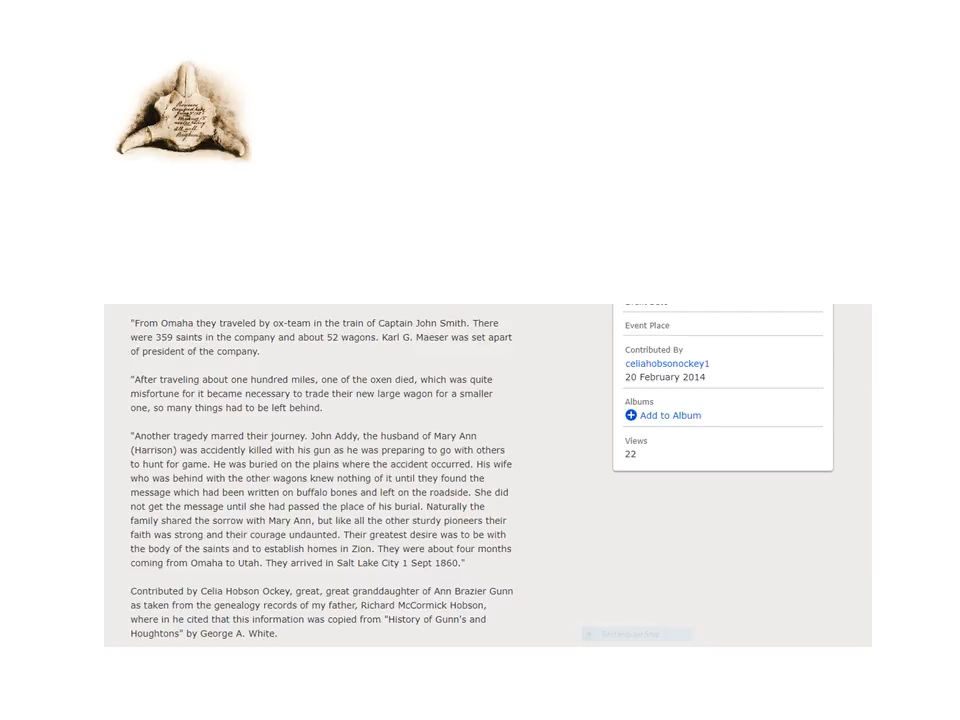 "From Omaha they traveled by ox-team in the train of Captain John Smith. There
were 359 saints in the company and about 52 wagons. Karl G. Maeser was set apart
of president of the company.
"After traveling about one hundred miles, one of the oxen died, which was quite
misfortune for it became necessary to trade their new large wagon for a smaller
one, so many things had to be left behind.
"Another tragedy marred their journey. John Addy, the husband of Mary Ann
(Harrison) was accidently killed with his gun as he was preparing to go with others
to hunt for game. He was buried on the plains where the accident occurred. His wife
who was behind with the other wagons knew nothing of it until they found the
message which had been written on buffalo bones and left on the roadside. She did
not get the message until she had passed the place of his burial. Naturally the
family shared the sorrow with Mary Ann, but like all the other sturdy pioneers their
faith was strong and their courage undaunted. Their greatest desire was to be with
the body of the saints and to establish homes in Zion. They were about four months
coming from Omaha to Utah. They arrived in Salt Lake City 1 Sept 1860."
Contributed by Celia Hobson Ockey, great, great granddaughter of Ann Brazier Gunn
as taken from the genealogy records of my father, Richard McCormick Hobson,
where in he cited that this information was copied from "History of Gunn's and
Houghtons" by George A. White.
Event Place
Contributed By
celiahobsonockey1
20 February 2014
Albums
Add to Album
Views
22
Rectangular Snip